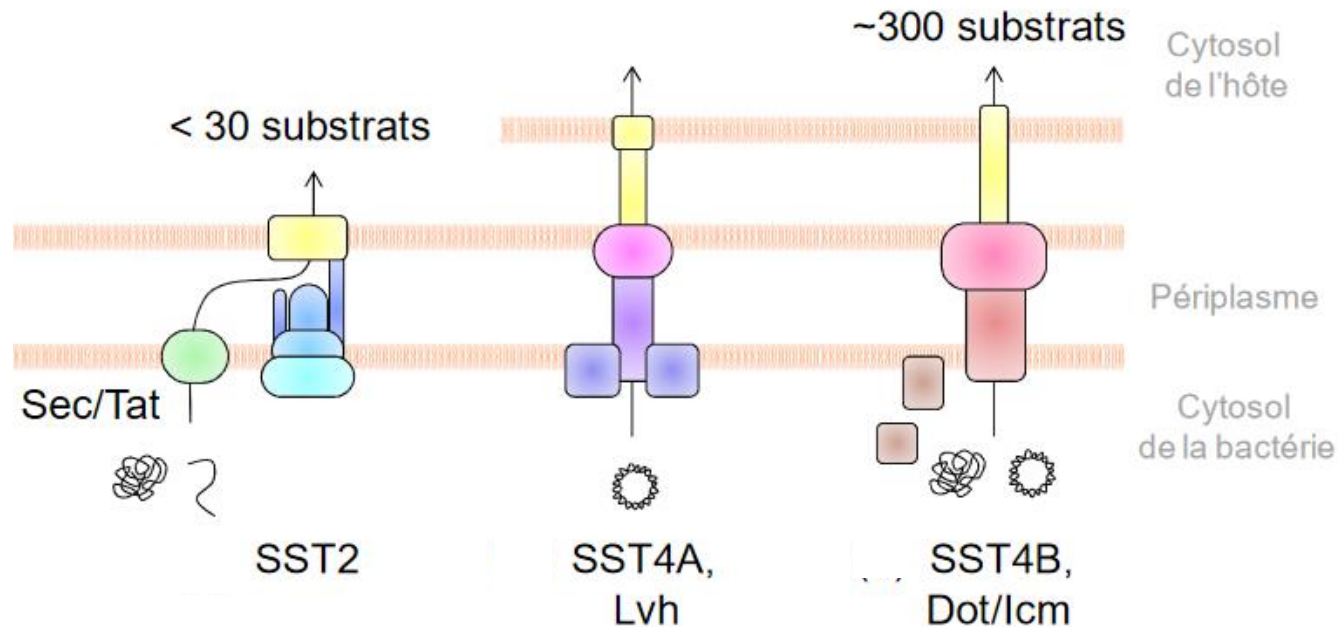 ~300 substrats
Cytosol
de l'hôte
< 30 substrats
Périplasme
Sec/Tat
Cytosol
de la bactérie
SST2
SST4A,
Lvh
SST4B,
Dot/Icm